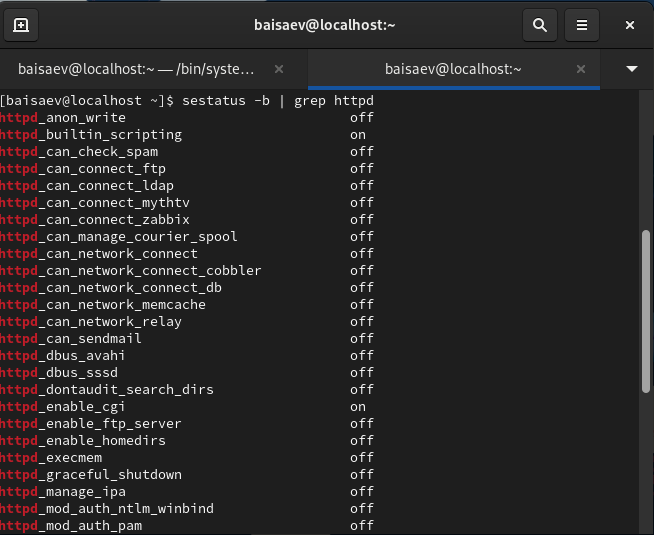 baisaev@localhost:~
baisaev@localhost:~ — /bin/syste…
baisaev@localhost:~
[baisaev@localhost ~]$ sestatus -b | grep httpd
httpd_anon_write off
httpd_builtin_scripting on
httpd_can_check_spam off
httpd_can_connect_ftp off
httpd_can_connect_ldap off
httpd_can_connect_mythtv off
httpd_can_connect_zabbix off
httpd_can_manage_courier_spool off
httpd_can_network_connect off
httpd_can_network_connect_cobbler off
httpd_can_network_connect_db off
httpd_can_network_memcache off
httpd_can_network_relay off
httpd_can_sendmail off
httpd_dbus_avahi off
httpd_dbus_sssd off
httpd_dontaudit_search_dirs off
httpd_enable_cgi on
httpd_enable_ftp_server off
httpd_enable_homedirs off
httpd_execmem off
httpd_graceful_shutdown off
httpd_manage_ipa off
httpd_mod_auth_ntlm_winbind off
httpd_mod_auth_pam off